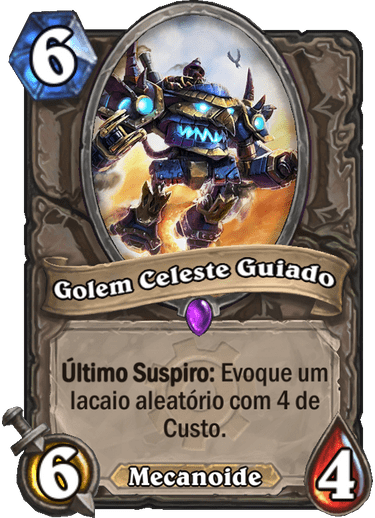 6
Golem Celeste Guiado
Último Suspiro: Evoque um
lacaio aleatório com 4 de
Custo.
6
Mecanoide
4